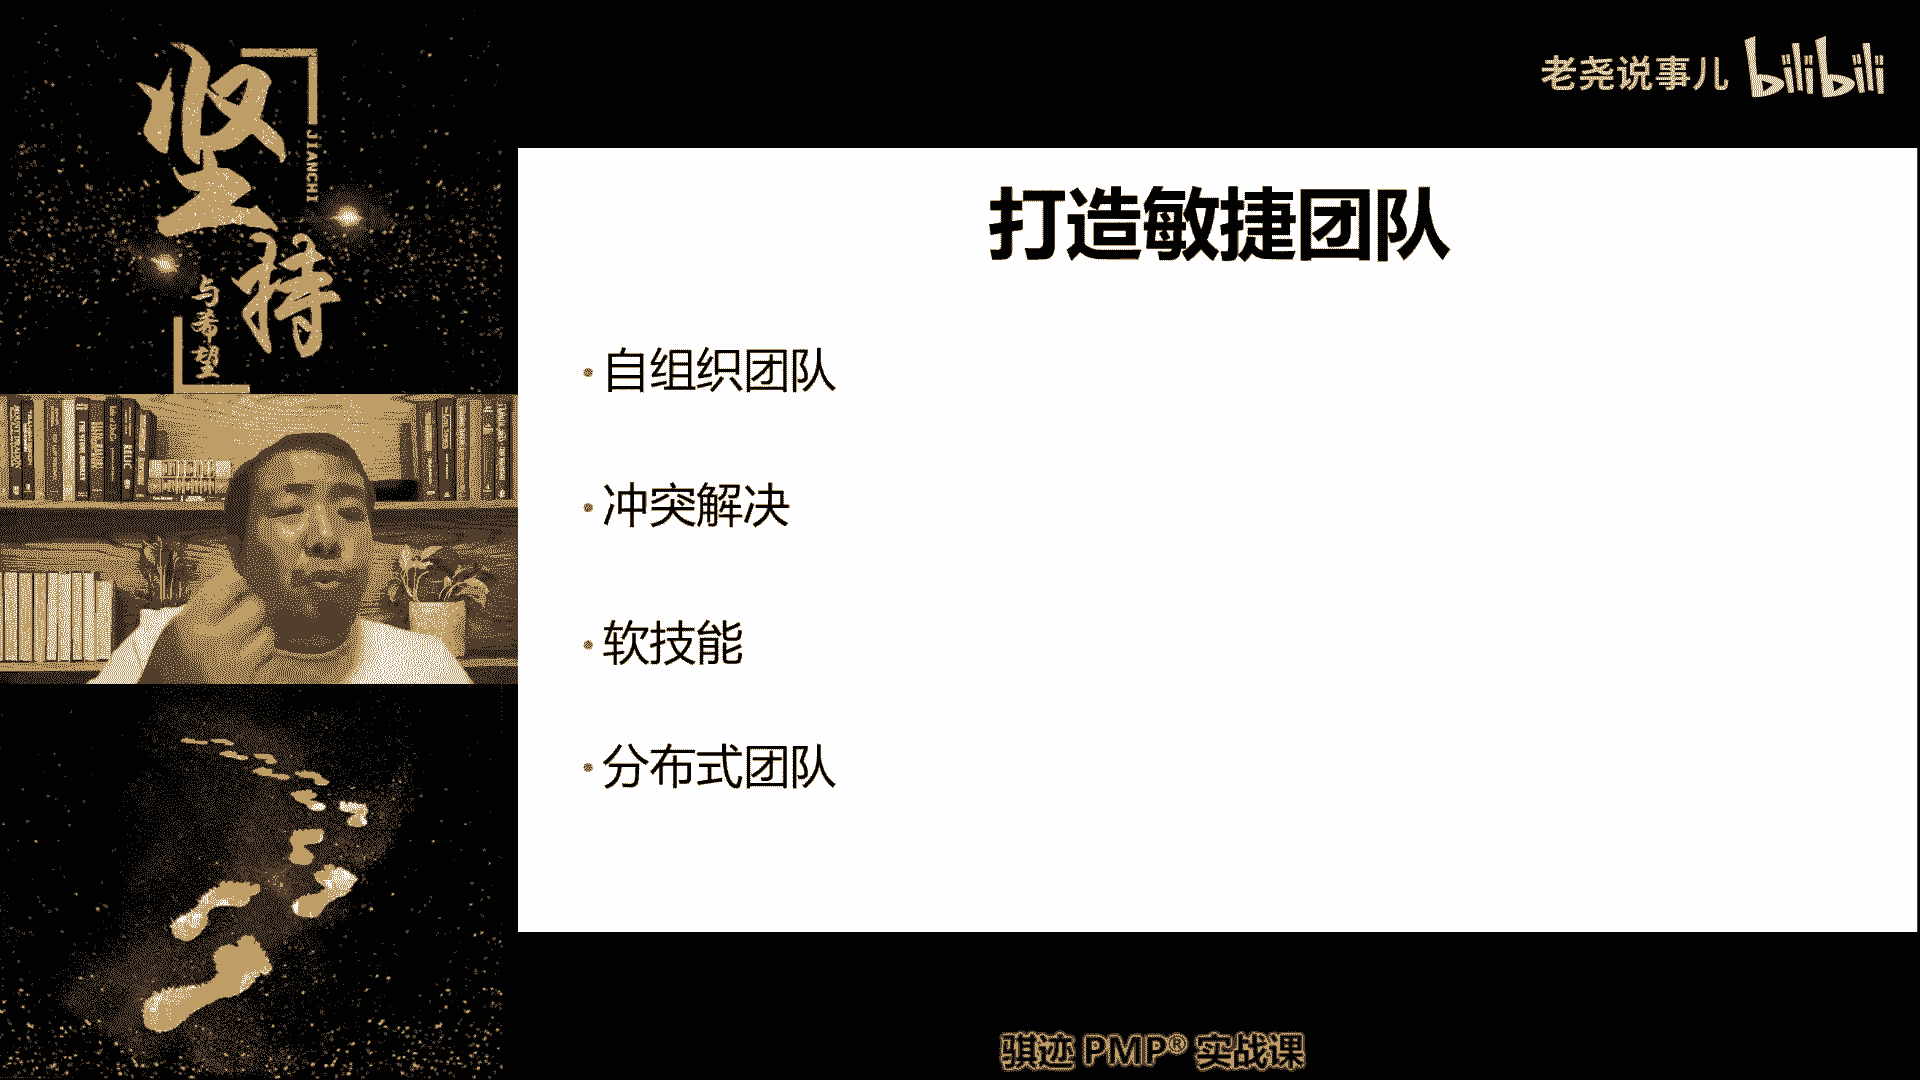 坚持
JIANCHI
与希望
老尧说事儿 bilibili
打造敏捷团队
·自组织团队
·冲突解决
·软技能
·分布式团队
骐迹 PMP® 实战课